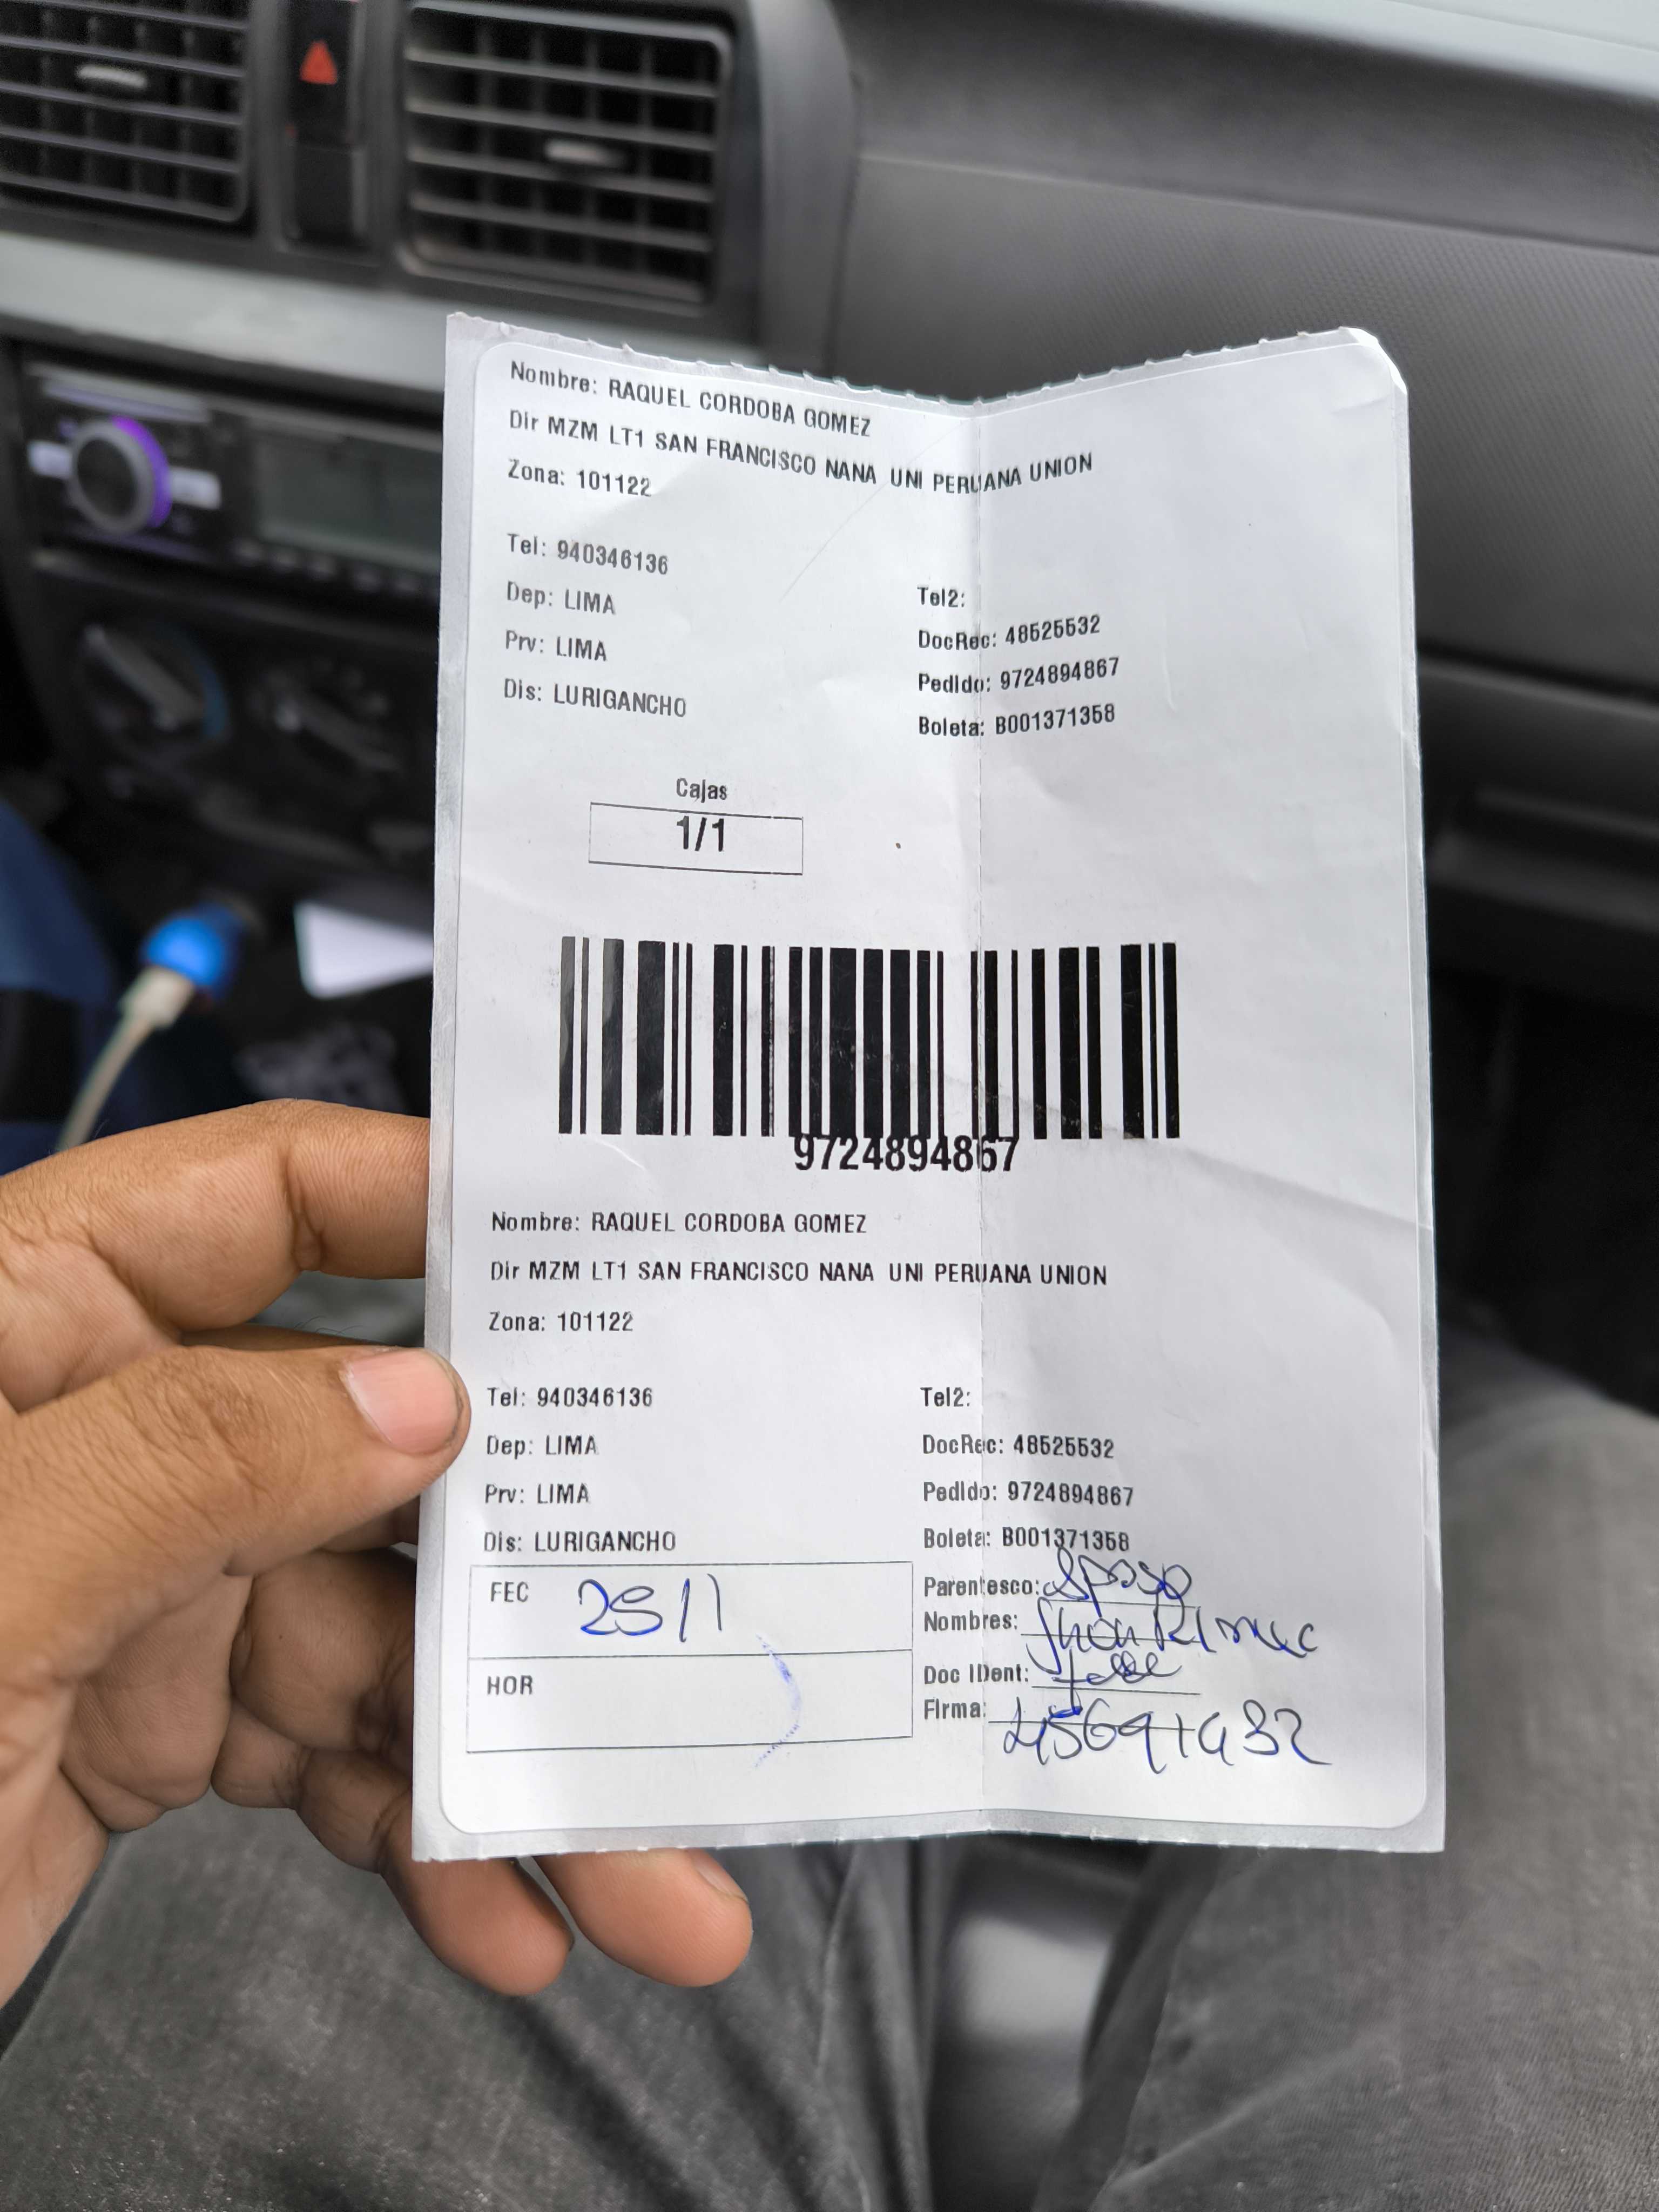 Nombre: RAQUEL CORDOBA GOMEZ
Dir MZM LT1 SAN FRANCISCO NANA UNI PERUANA UNION
Zona: 101122
Tel: 940346136
Tel2:
Dep: LIMA
DocRec: 48525532
Prv: LIMA
Pedido: 9724894867
Dis: LURIGANCHO
Boleta: B001371358
Cajas
1/1
9724894867
Nombre: RAQUEL CORDOBA GOMEZ
Dir MZM LT1 SAN FRANCISCO NANA UNI PERUANA UNION
Zona: 101122
Tel: 940346136
Tel2:
Dep: LIMA
DocRec: 48525532
Prv: LIMA
Pedido: 9724894867
Dis: LURIGANCHO
Boleta: B001371358
FEC
Parentesco: esposo
Nombres: Jhon
HOR
Doc IDent:
Firma: